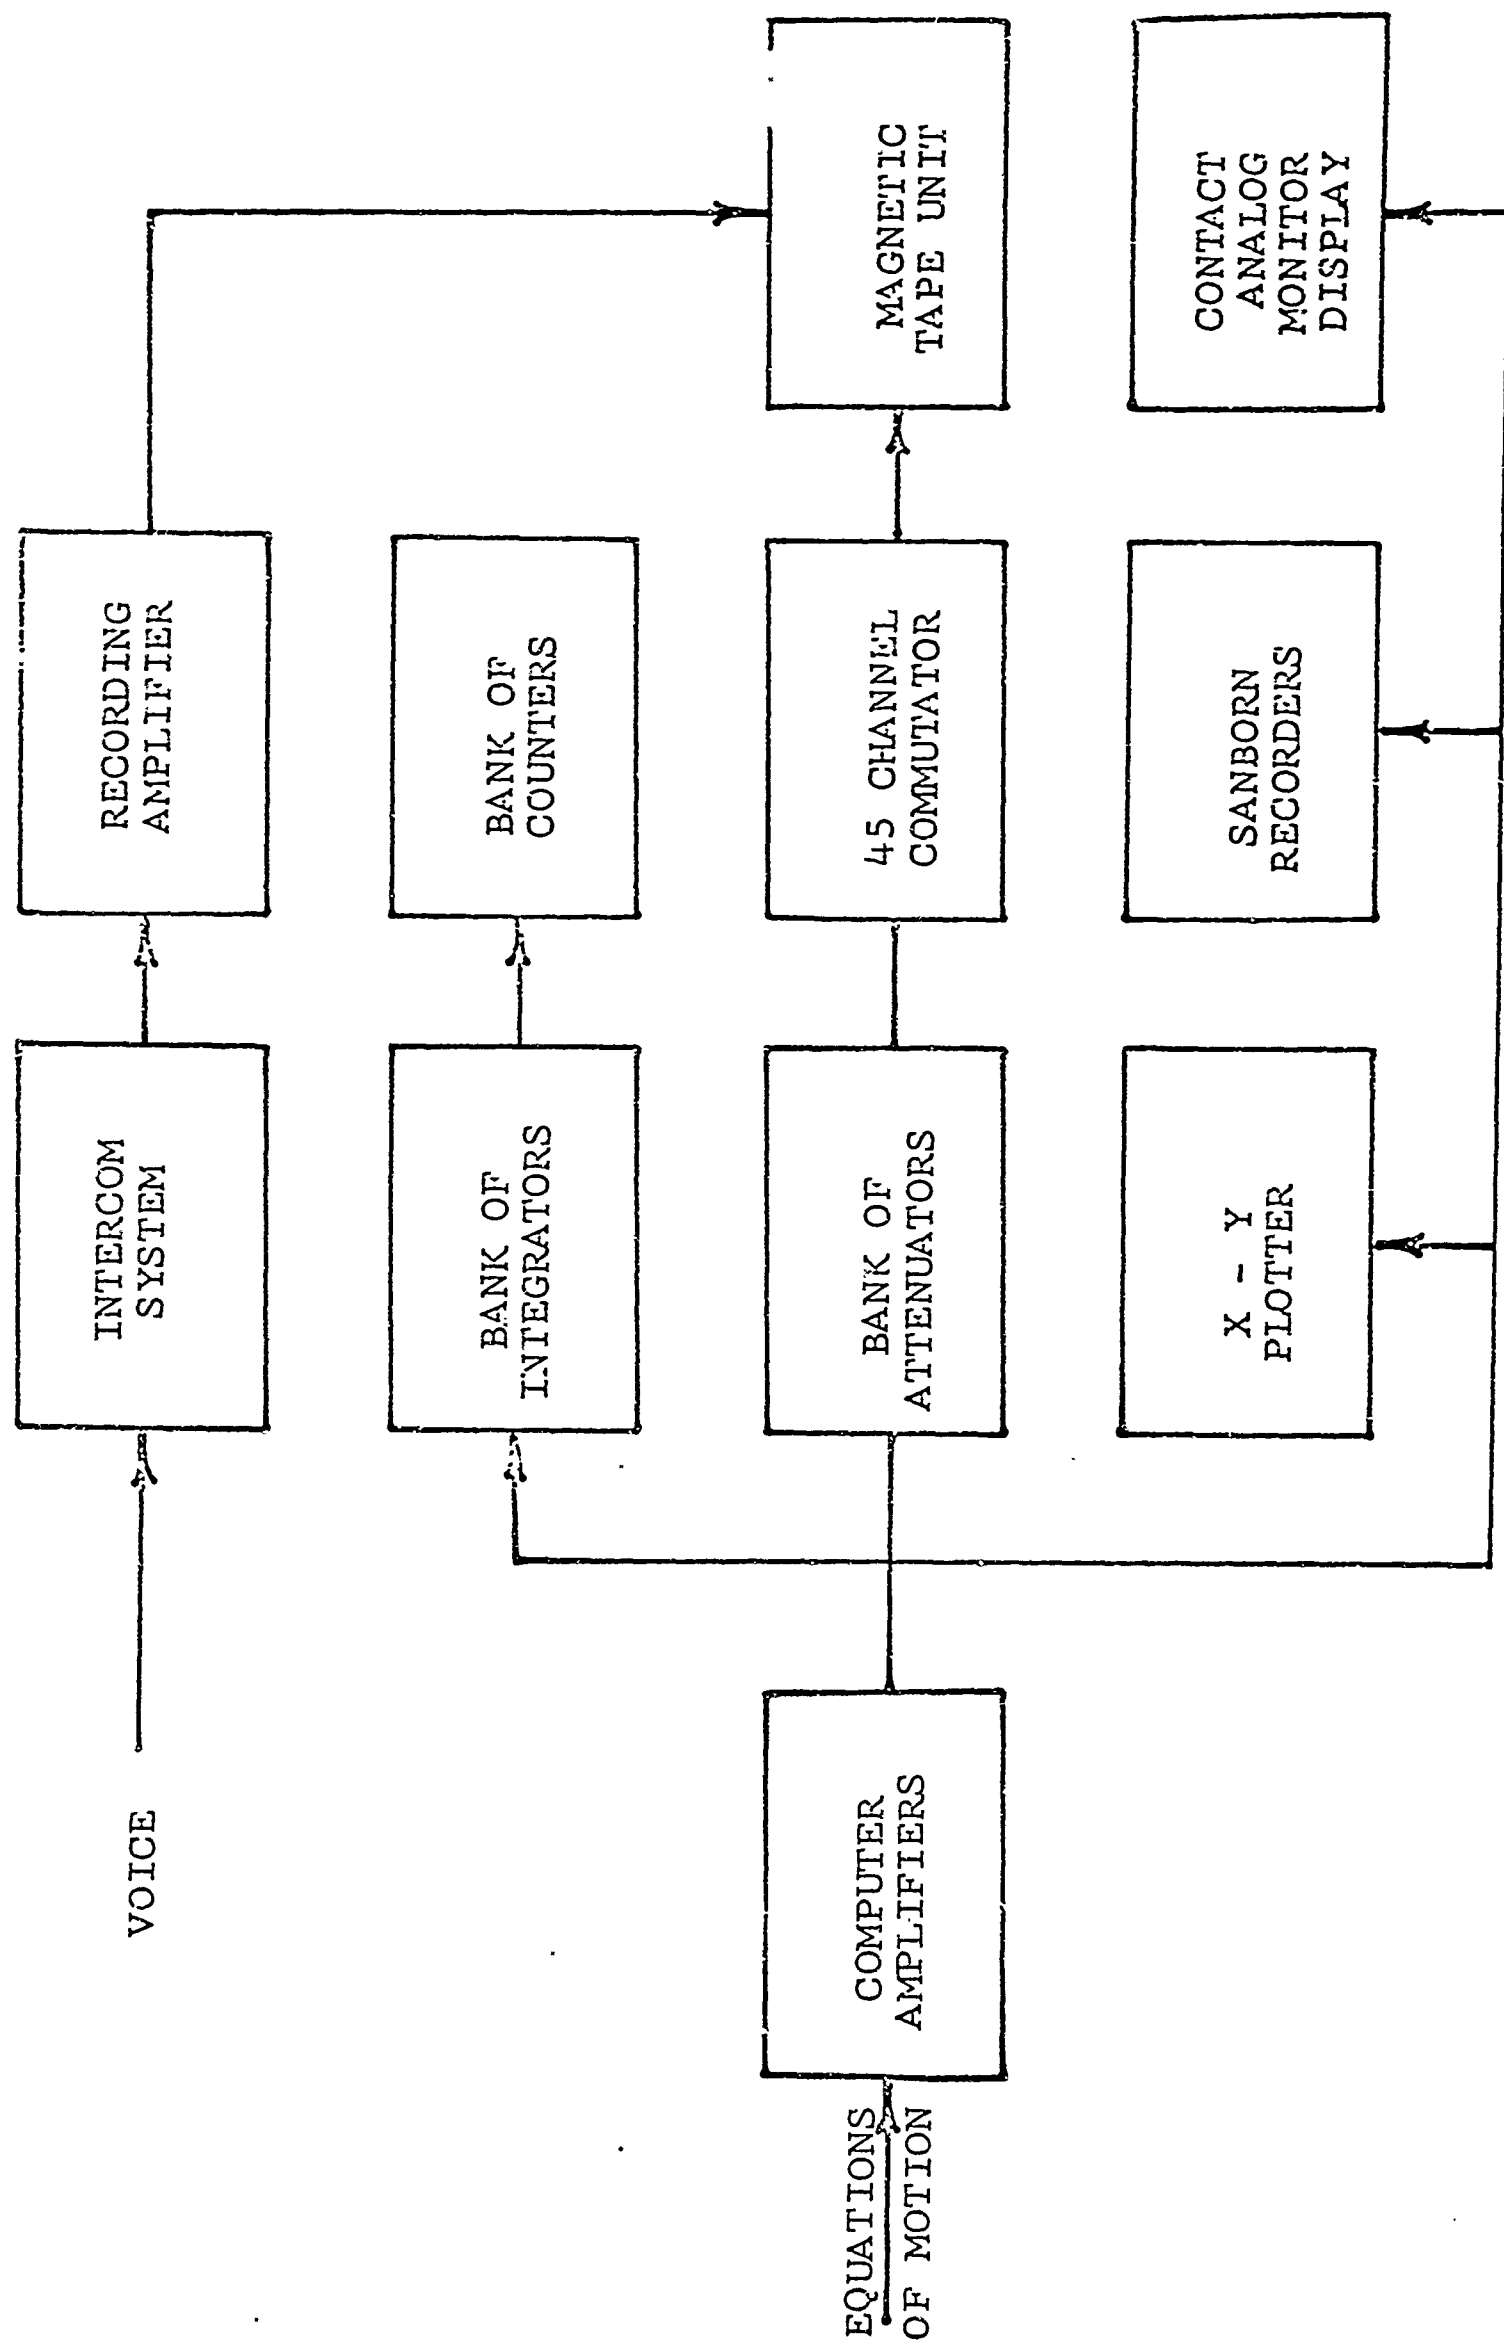 VOICE
INTERCOM
SYSTEM
RECORDING
AMPLIFIER
BANK OF
INTEGRATORS
BANK OF
COUNTERS
EQUATIONS
OF MOTION
COMPUTER
AMPLIFIERS
BANK OF
ATTENUATORS
45 CHANNEL
COMMUTATOR
MAGNETIC
TAPE UNIT
X - Y
PLOTTER
SANBORN
RECORDERS
CONTACT
ANALOG
MONITOR
DISPLAY